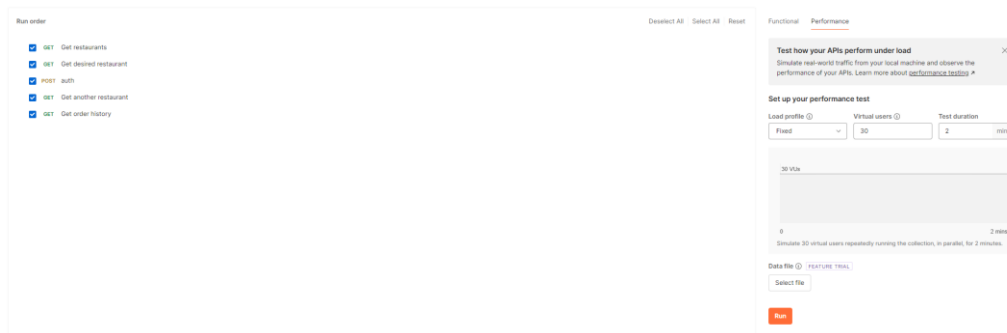 Run order
Deselect All Select All Reset
GET Get restaurants
GET Get desired restaurant
POST auth
GET Get another restaurant
GET Get order history
Functional Performance
Test how your APIs perform under load
Simulate real-world traffic from your local machine and observe the
performance of your APIs. Learn more about performance testing ↗
Set up your performance test
Load profile Virtual users Test duration
Fixed 30 2 min
30 VUs
0 2 mins
Simulate 30 virtual users repeatedly running the collection, in parallel, for 2 minutes.
Data file FEATURE TRIAL
Select file
Run